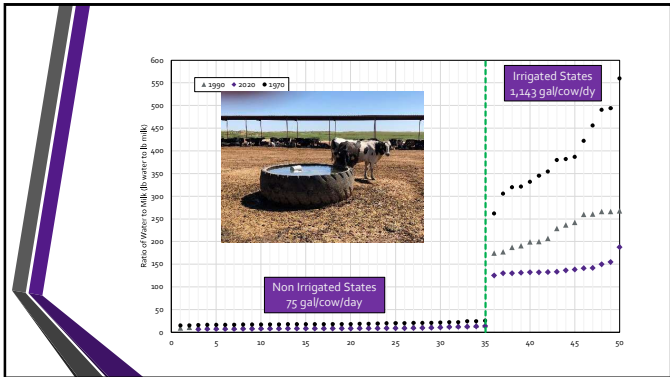 Ratio of Water to Milk (lb water to lb milk)
600
550
500
450
400
350
300
250
200
150
100
50
0
1990 2020 1970
Irrigated States
1,143 gal/cow/dy
Non Irrigated States
75 gal/cow/day
0 5 10 15 20 25 30 35 40 45 50